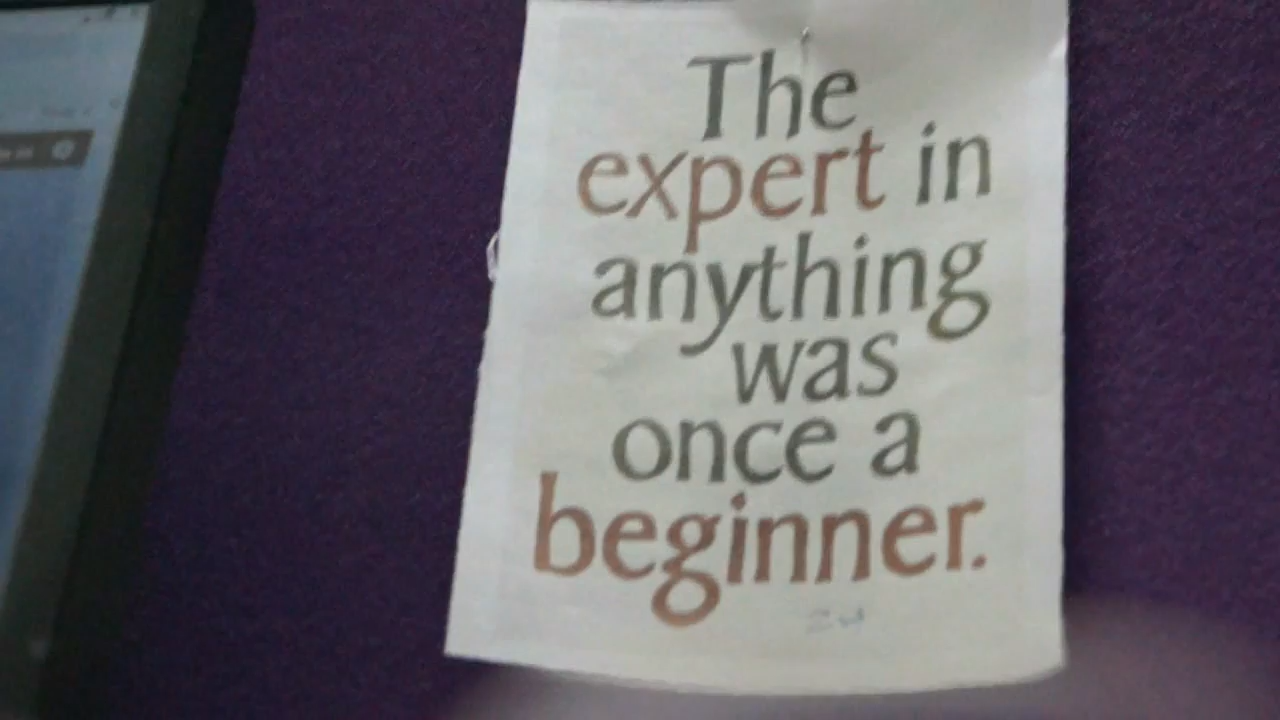 The
expert in
anything
was
once a
beginner.